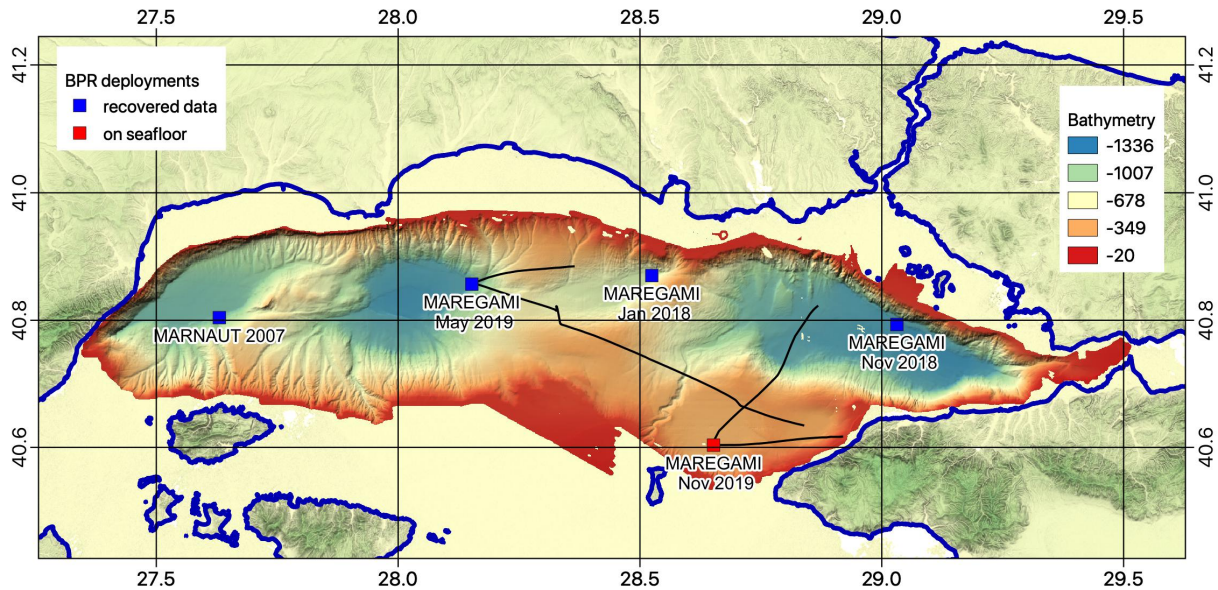 27.5 28.0 28.5 29.0 29.5
41.2 41.2
BPR deployments
recovered data
on seafloor
Bathymetry
-1336
-1007
-678
-349
-20
41.0 41.0
MAREGAMI
May 2019
MAREGAMI
Jan 2018
MARNAUT 2007
40.8 40.8
MAREGAMI
Nov 2018
40.6 40.6
MAREGAMI
Nov 2019
27.5 28.0 28.5 29.0 29.5